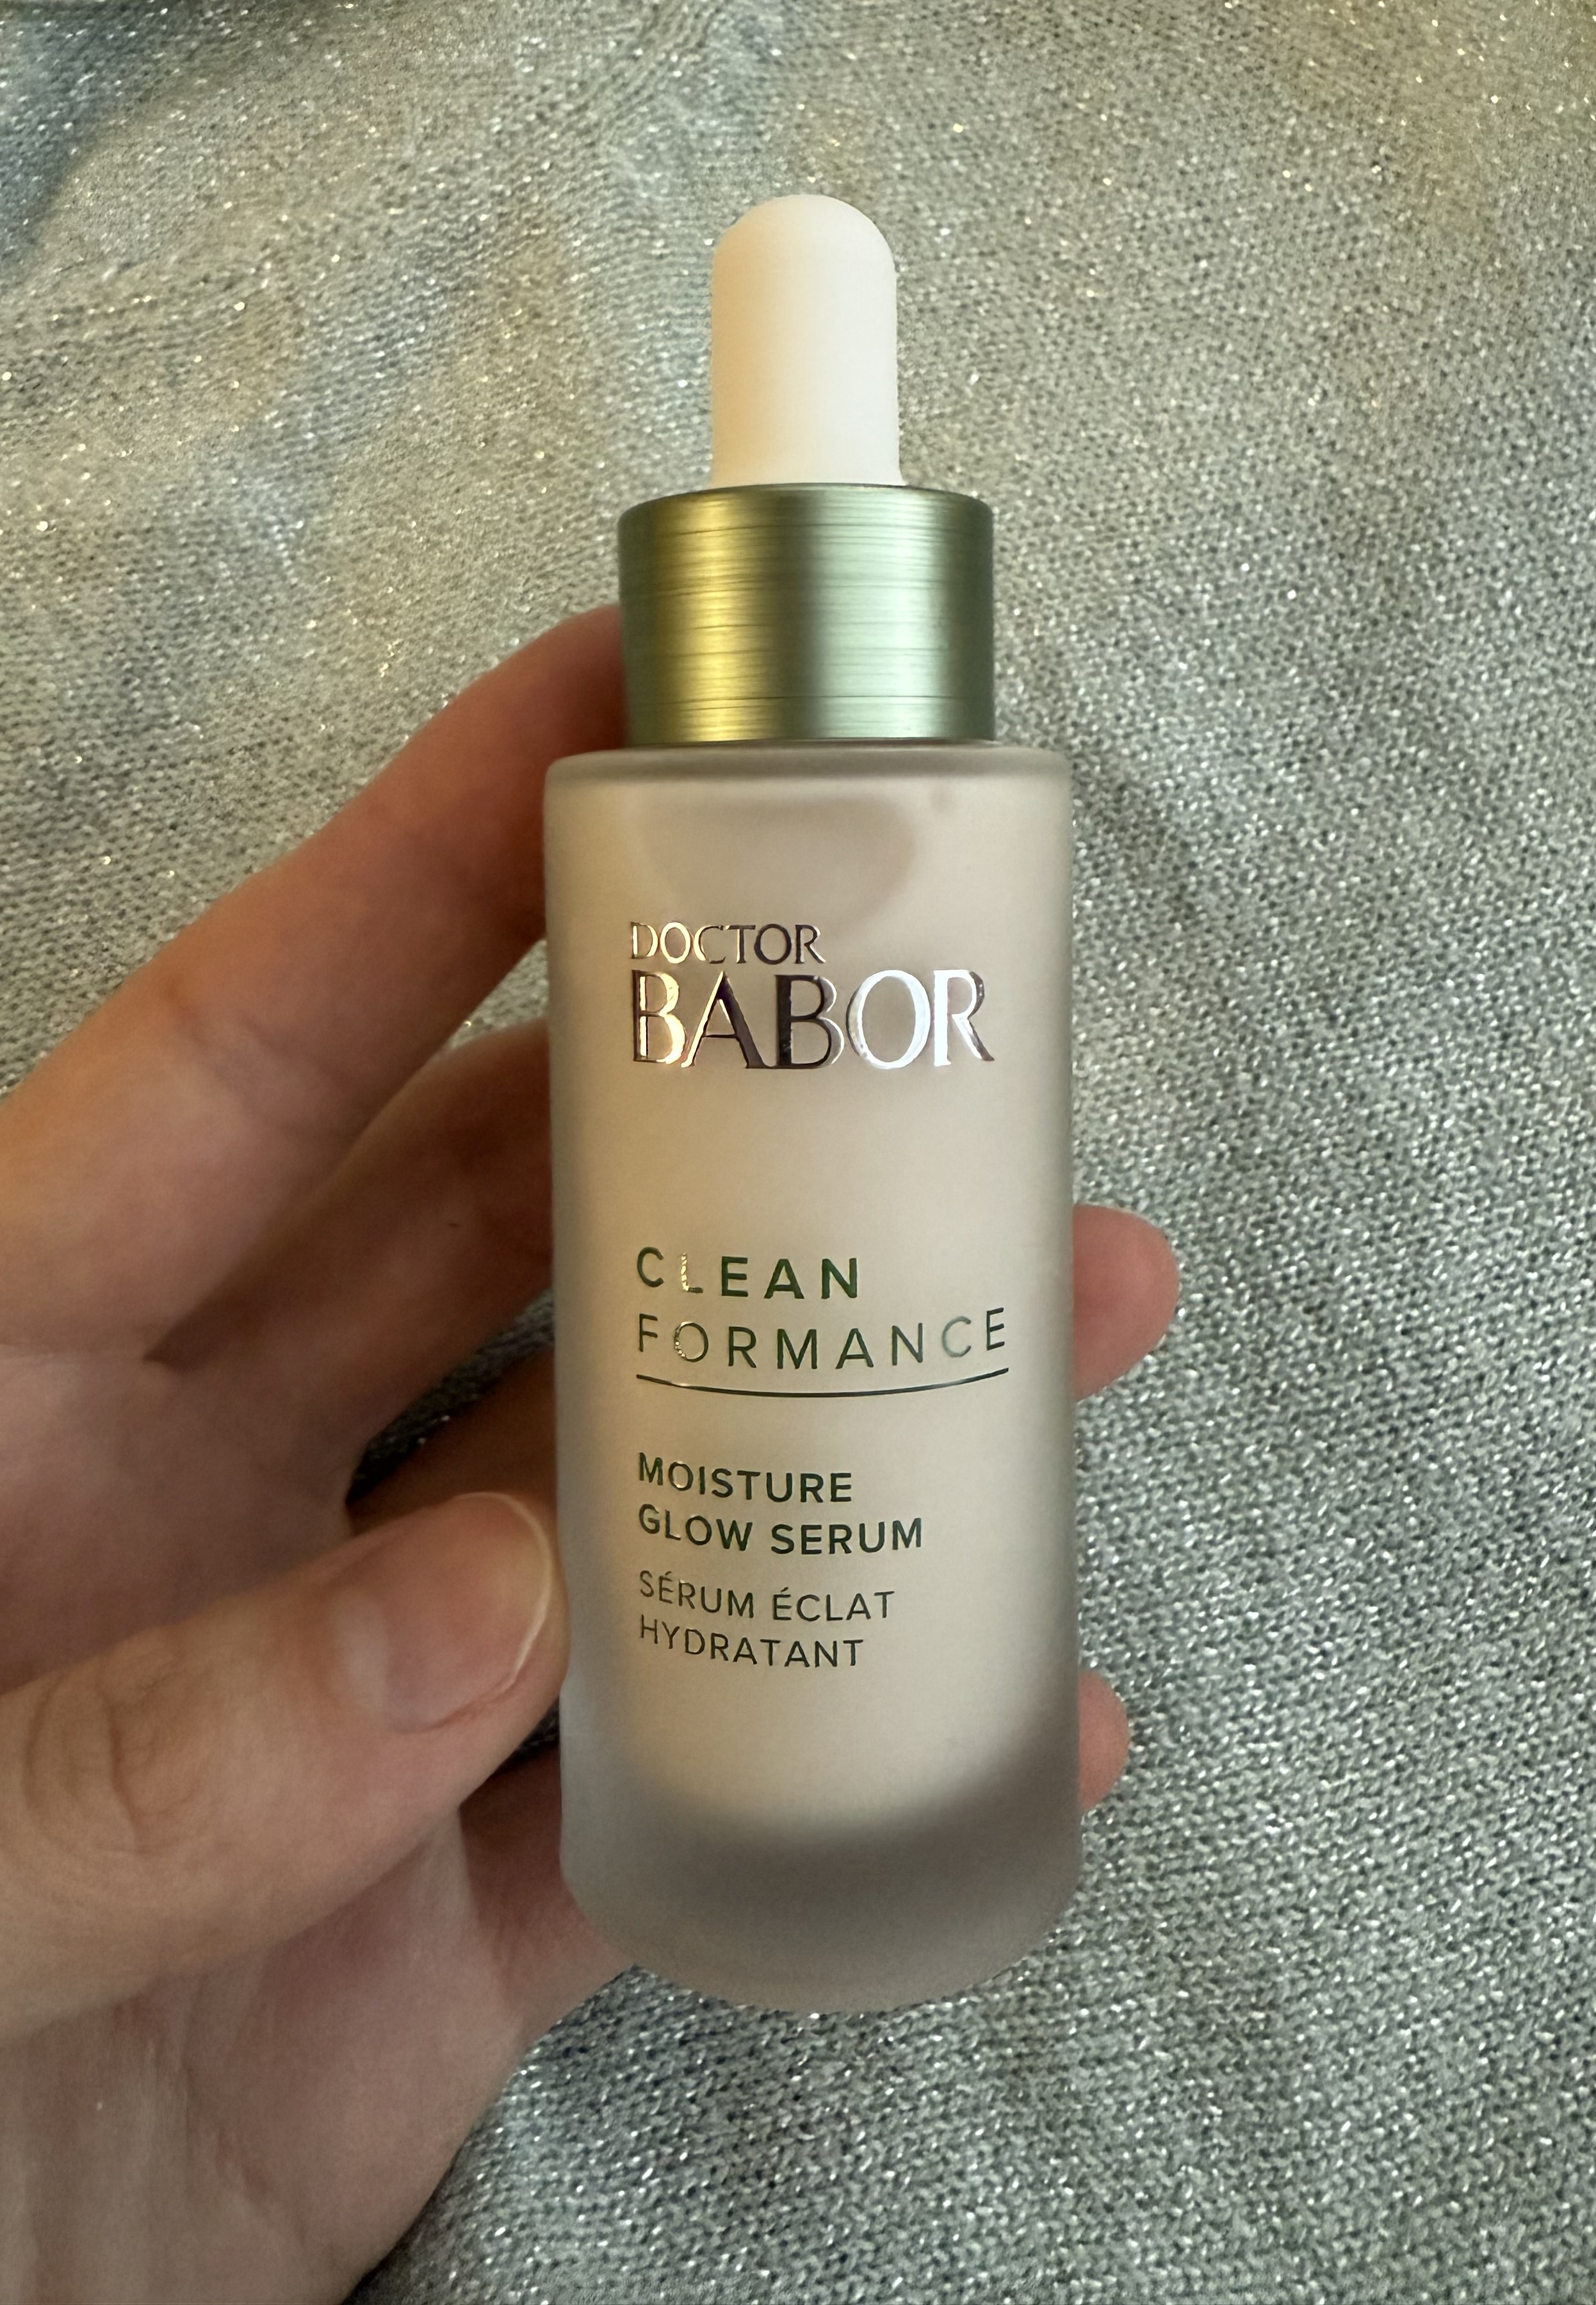 DOCTOR
BABOR
CLEAN
FORMANCE
MOISTURE
GLOW SERUM
SÉRUM ÉCLAT
HYDRATANT